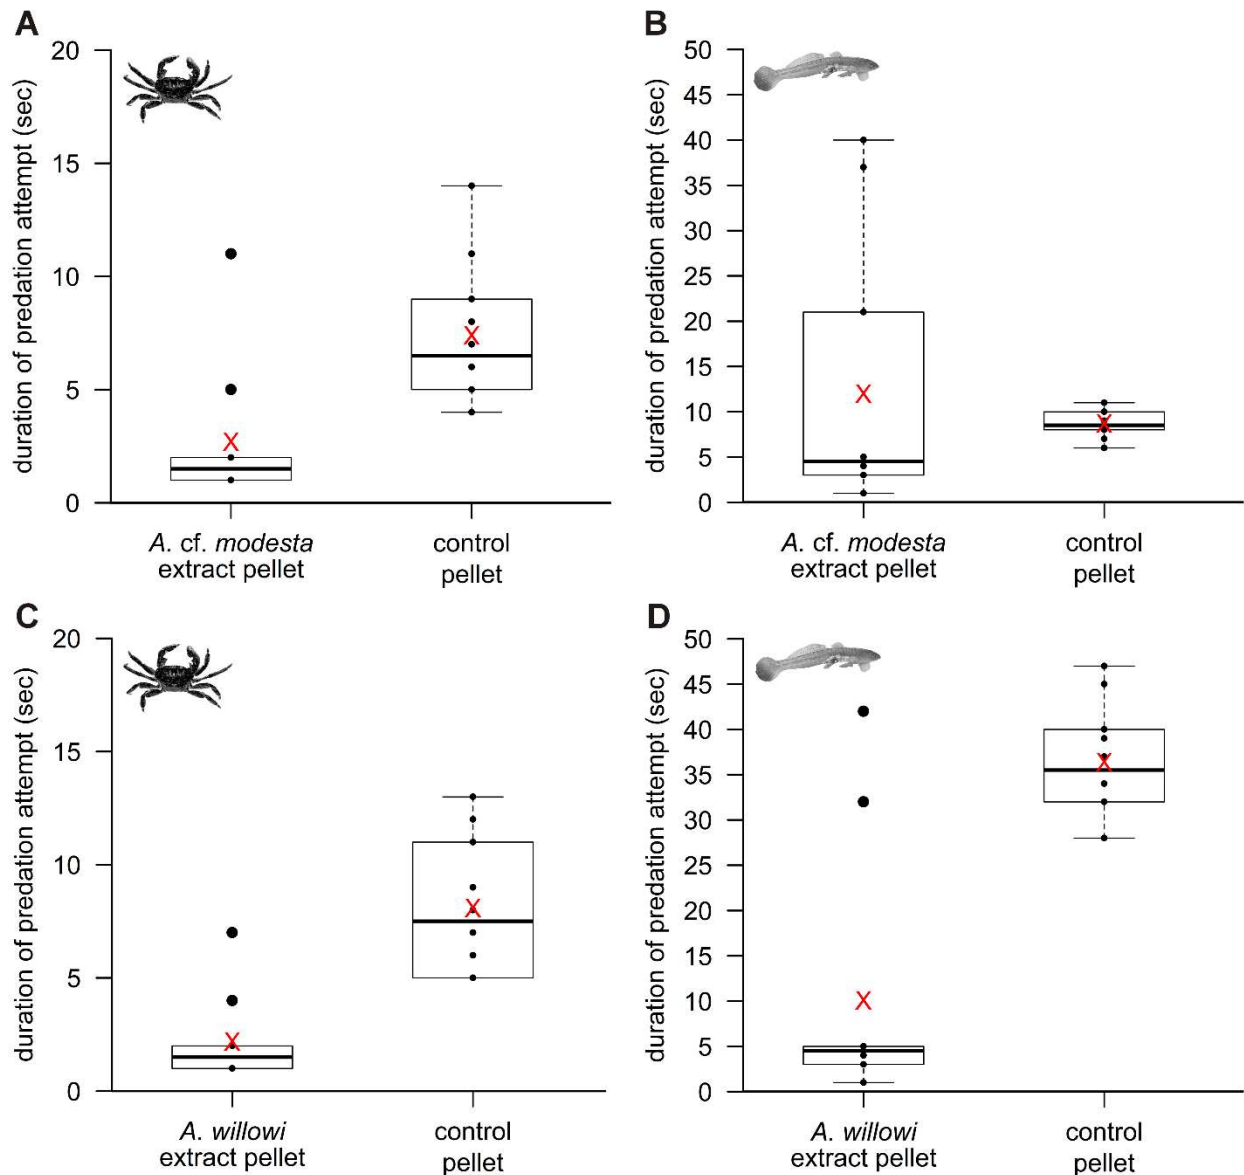 A
duration of predation attempt (sec)
20
15
10
5
0
A. cf. modesta
extract pellet
control
pellet
B
duration of predation attempt (sec)
50
45
40
35
30
25
20
15
10
5
0
A. cf. modesta
extract pellet
control
pellet
C
duration of predation attempt (sec)
20
15
10
5
0
A. willowi
extract pellet
control
pellet
D
duration of predation attempt (sec)
50
45
40
35
30
25
20
15
10
5
0
A. willowi
extract pellet
control
pellet